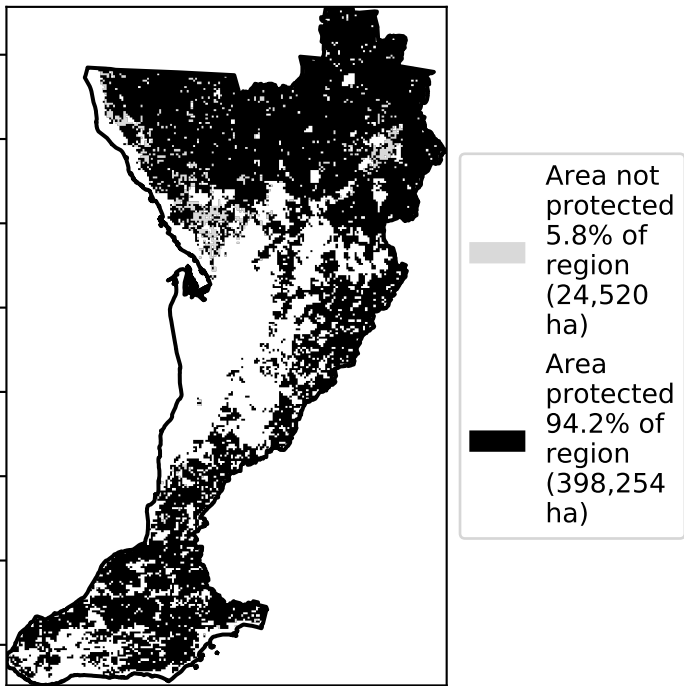 Area not
protected
5.8% of
region
(24,520
ha)
Area
protected
94.2% of
region
(398,254
ha)